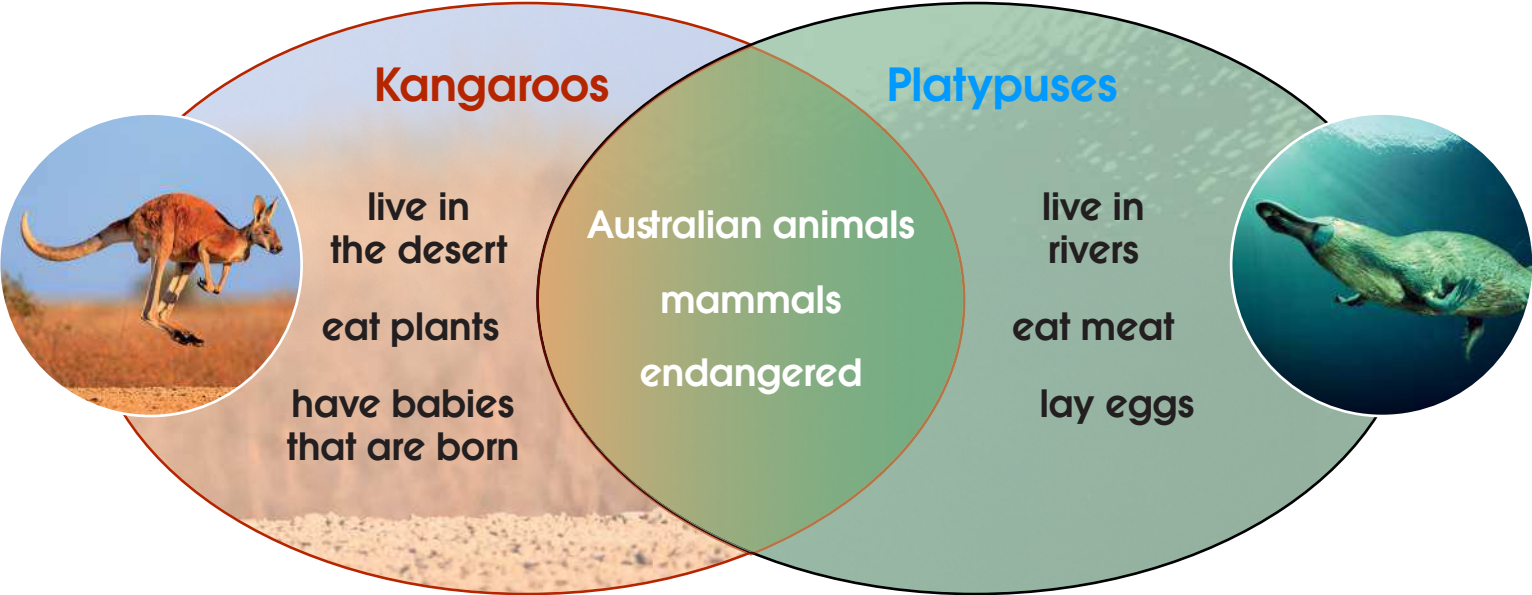 Kangaroos
live in
the desert
eat plants
have babies
that are born
Australian animals
mammals
endangered
Platypuses
live in
rivers
eat meat
lay eggs